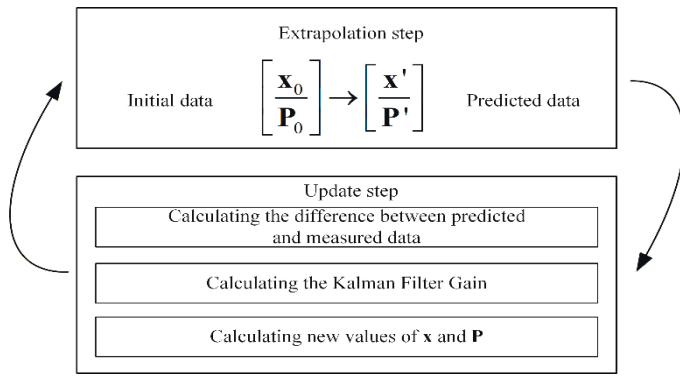 Extrapolation step
Initial data
x₀
P₀
→
x'
P'
Predicted data
Update step
Calculating the difference between predicted
and measured data
Calculating the Kalman Filter Gain
Calculating new values of x and P